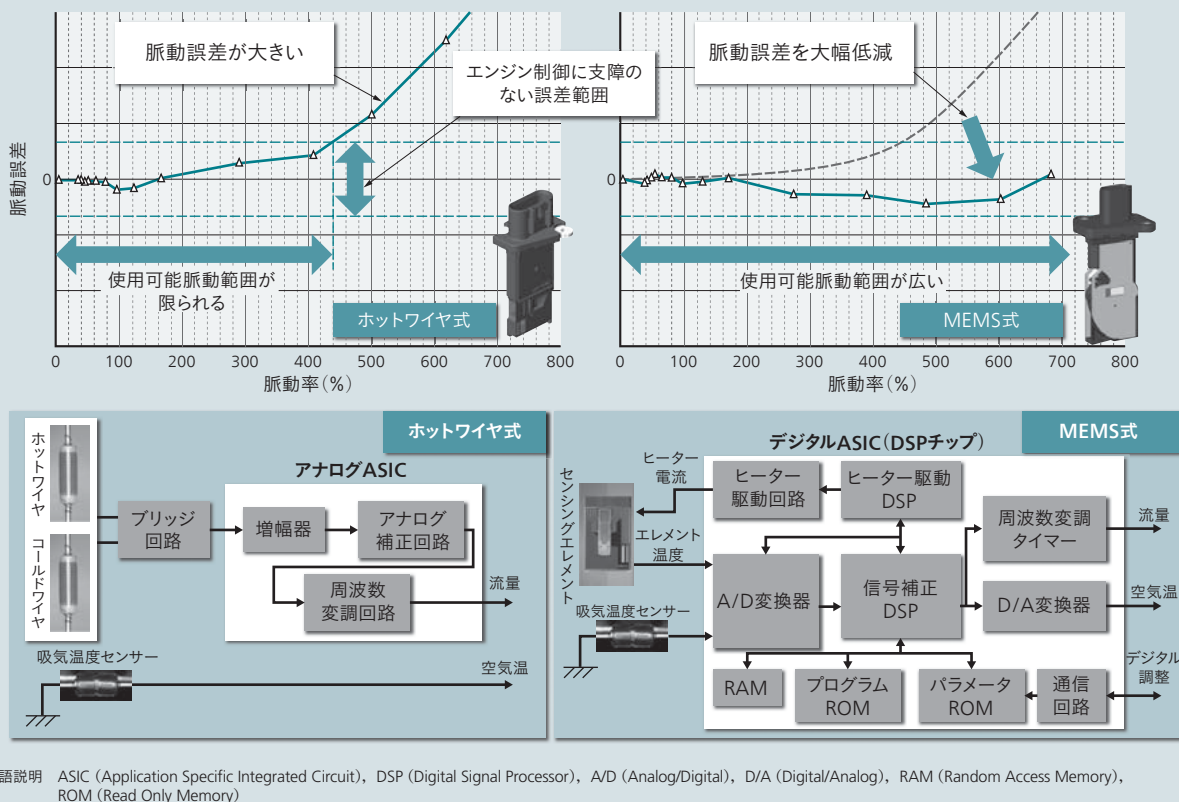 脈動誤差が大きい
エンジン制御に支障の
ない誤差範囲
脈動誤差
0
使用可能脈動範囲が
限られる
ホットワイヤ式
0 100 200 300 400 500 600 700 800
脈動率(%)
脈動誤差を大幅低減
0
使用可能脈動範囲が広い
MEMS式
0 100 200 300 400 500 600 700 800
脈動率(%)
ホットワイヤ式
ホットワイヤ
コールドワイヤ
ブリッジ
回路
アナログASIC
増幅器
アナログ
補正回路
周波数
変調回路
流量
吸気温度センサー
空気温
MEMS式
デジタルASIC(DSPチップ)
センシングエレメント
ヒーター
電流
エレメント
温度
吸気温度センサー
ヒーター
駆動回路
ヒーター駆動
DSP
周波数変調
タイマー
流量
A/D変換器
信号補正
DSP
D/A変換器
空気温
RAM
プログラム
ROM
パラメータ
ROM
通信
回路
デジタル
調整
語説明 ASIC (Application Specific Integrated Circuit), DSP (Digital Signal Processor), A/D (Analog/Digital), D/A (Digital/Analog), RAM (Random Access Memory),
ROM (Read Only Memory)